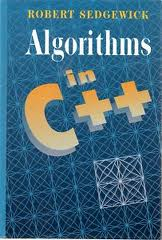 ROBERT SEDGEWICK
Algorithms
in
C++